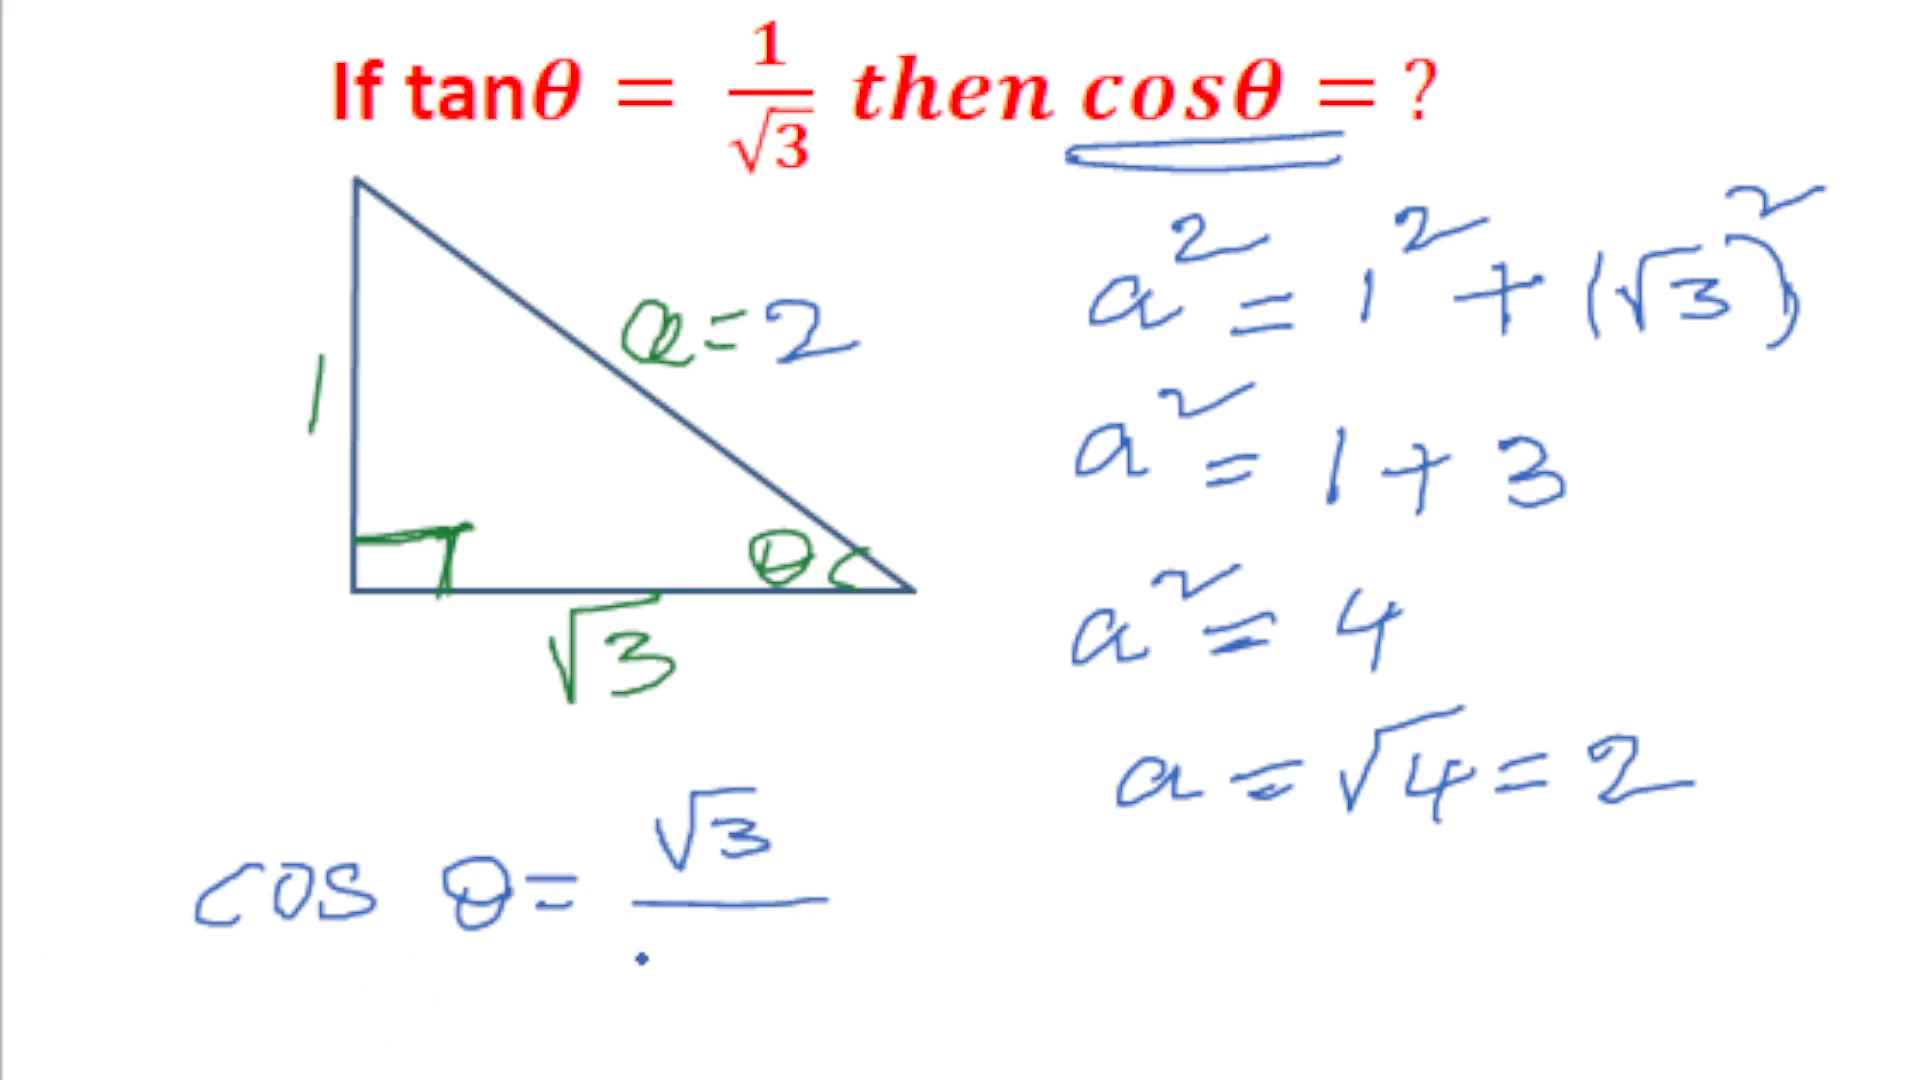 If tanθ = 1/√3 then cosθ = ?
a = 2
1
θ
√3
a² = 1² + (√3)²
a² = 1 + 3
a² = 4
a = √4 = 2
cos θ = √3/